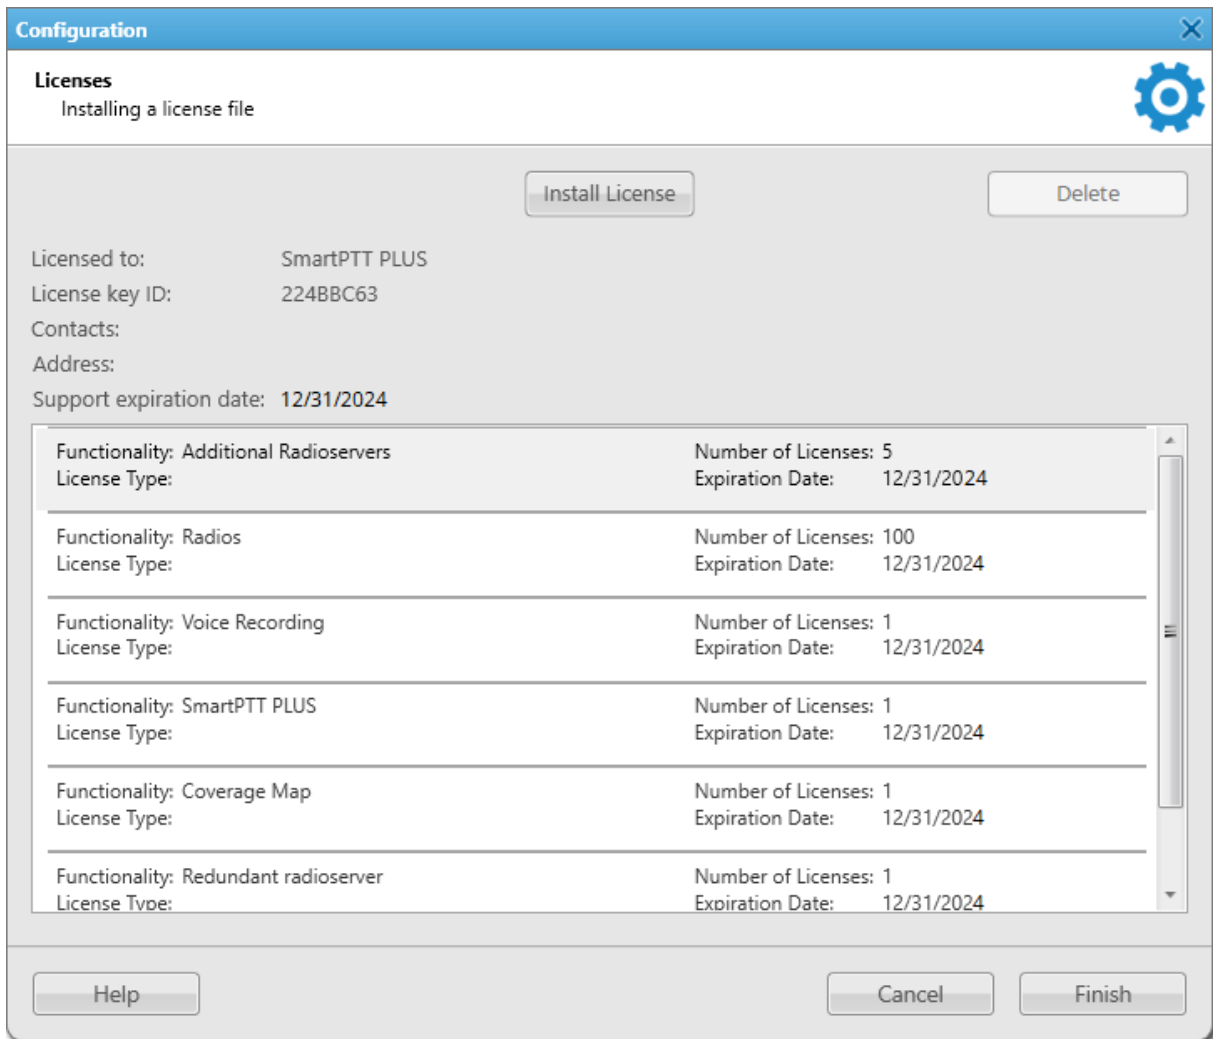 Configuration
Licenses
Installing a license file
Install License
Delete
Licensed to: SmartPTT PLUS
License key ID: 224BBC63
Contacts:
Address:
Support expiration date: 12/31/2024
Functionality: Additional Radioservers Number of Licenses: 5
License Type: Expiration Date: 12/31/2024
Functionality: Radios Number of Licenses: 100
License Type: Expiration Date: 12/31/2024
Functionality: Voice Recording Number of Licenses: 1
License Type: Expiration Date: 12/31/2024
Functionality: SmartPTT PLUS Number of Licenses: 1
License Type: Expiration Date: 12/31/2024
Functionality: Coverage Map Number of Licenses: 1
License Type: Expiration Date: 12/31/2024
Functionality: Redundant radioserver Number of Licenses: 1
License Type: Expiration Date: 12/31/2024
Help
Cancel
Finish